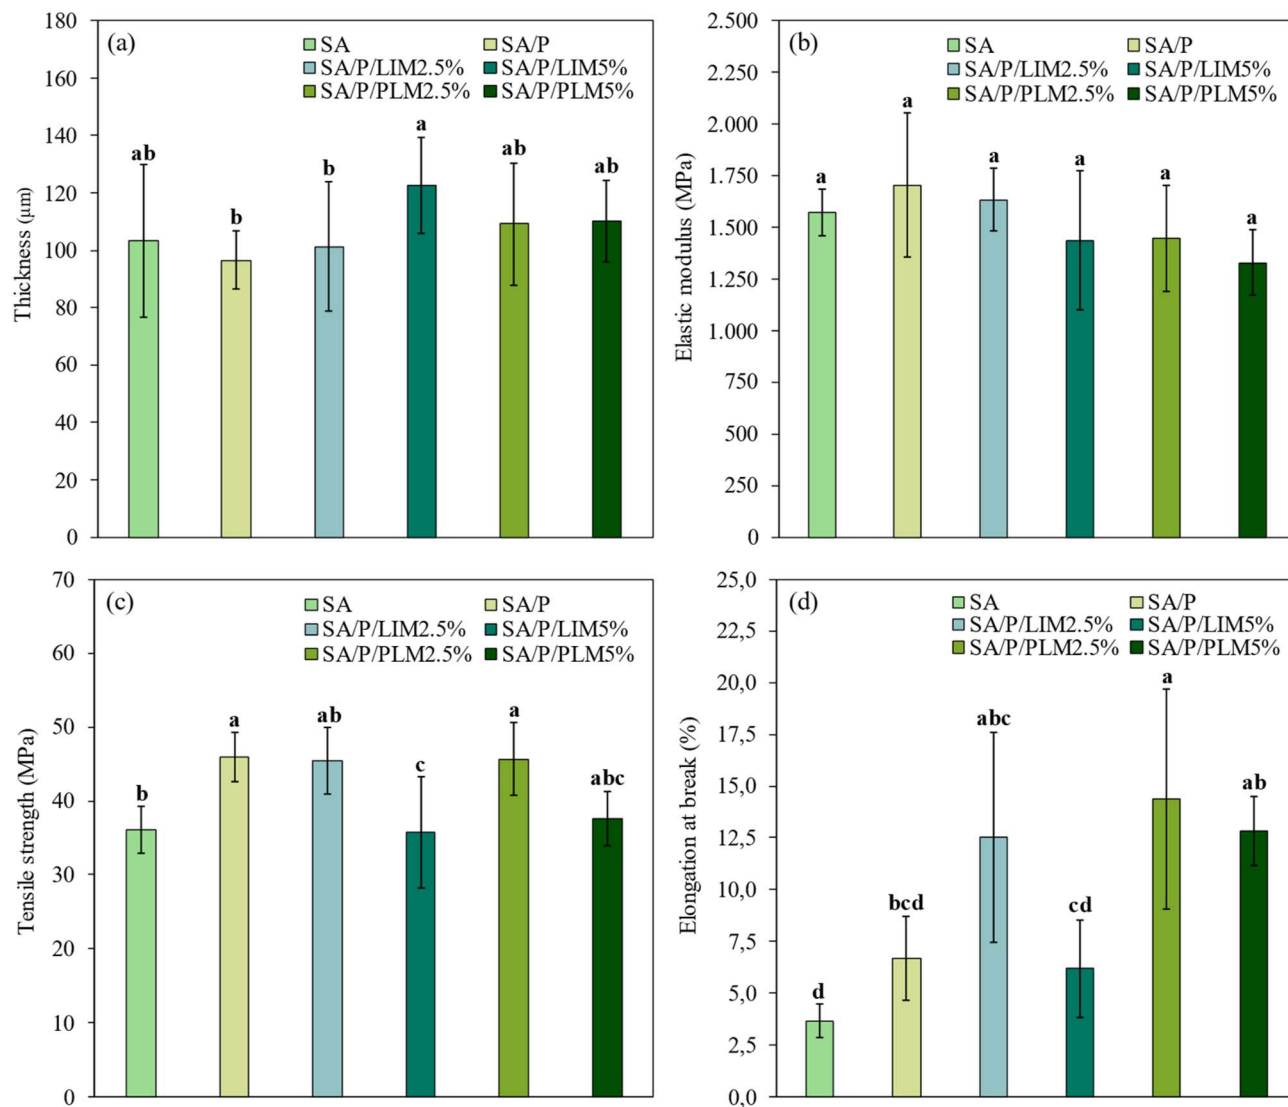 (a)
SA SA/P
SA/P/LIM2.5% SA/P/LIM5%
SA/P/PLM2.5% SA/P/PLM5%
Thickness (µm)
180
160
140
120
100
80
60
40
20
0
ab b b a ab ab
(b)
SA SA/P
SA/P/LIM2.5% SA/P/LIM5%
SA/P/PLM2.5% SA/P/PLM5%
Elastic modulus (MPa)
2.500
2.250
2.000
1.750
1.500
1.250
1.000
750
500
250
0
a a a a a a
(c)
SA SA/P
SA/P/LIM2.5% SA/P/LIM5%
SA/P/PLM2.5% SA/P/PLM5%
Tensile strength (MPa)
70
60
50
40
30
20
10
0
b a ab c a abc
(d)
SA SA/P
SA/P/LIM2.5% SA/P/LIM5%
SA/P/PLM2.5% SA/P/PLM5%
Elongation at break (%)
25,0
22,5
20,0
17,5
15,0
12,5
10,0
7,5
5,0
2,5
0,0
d bcd abc cd a ab